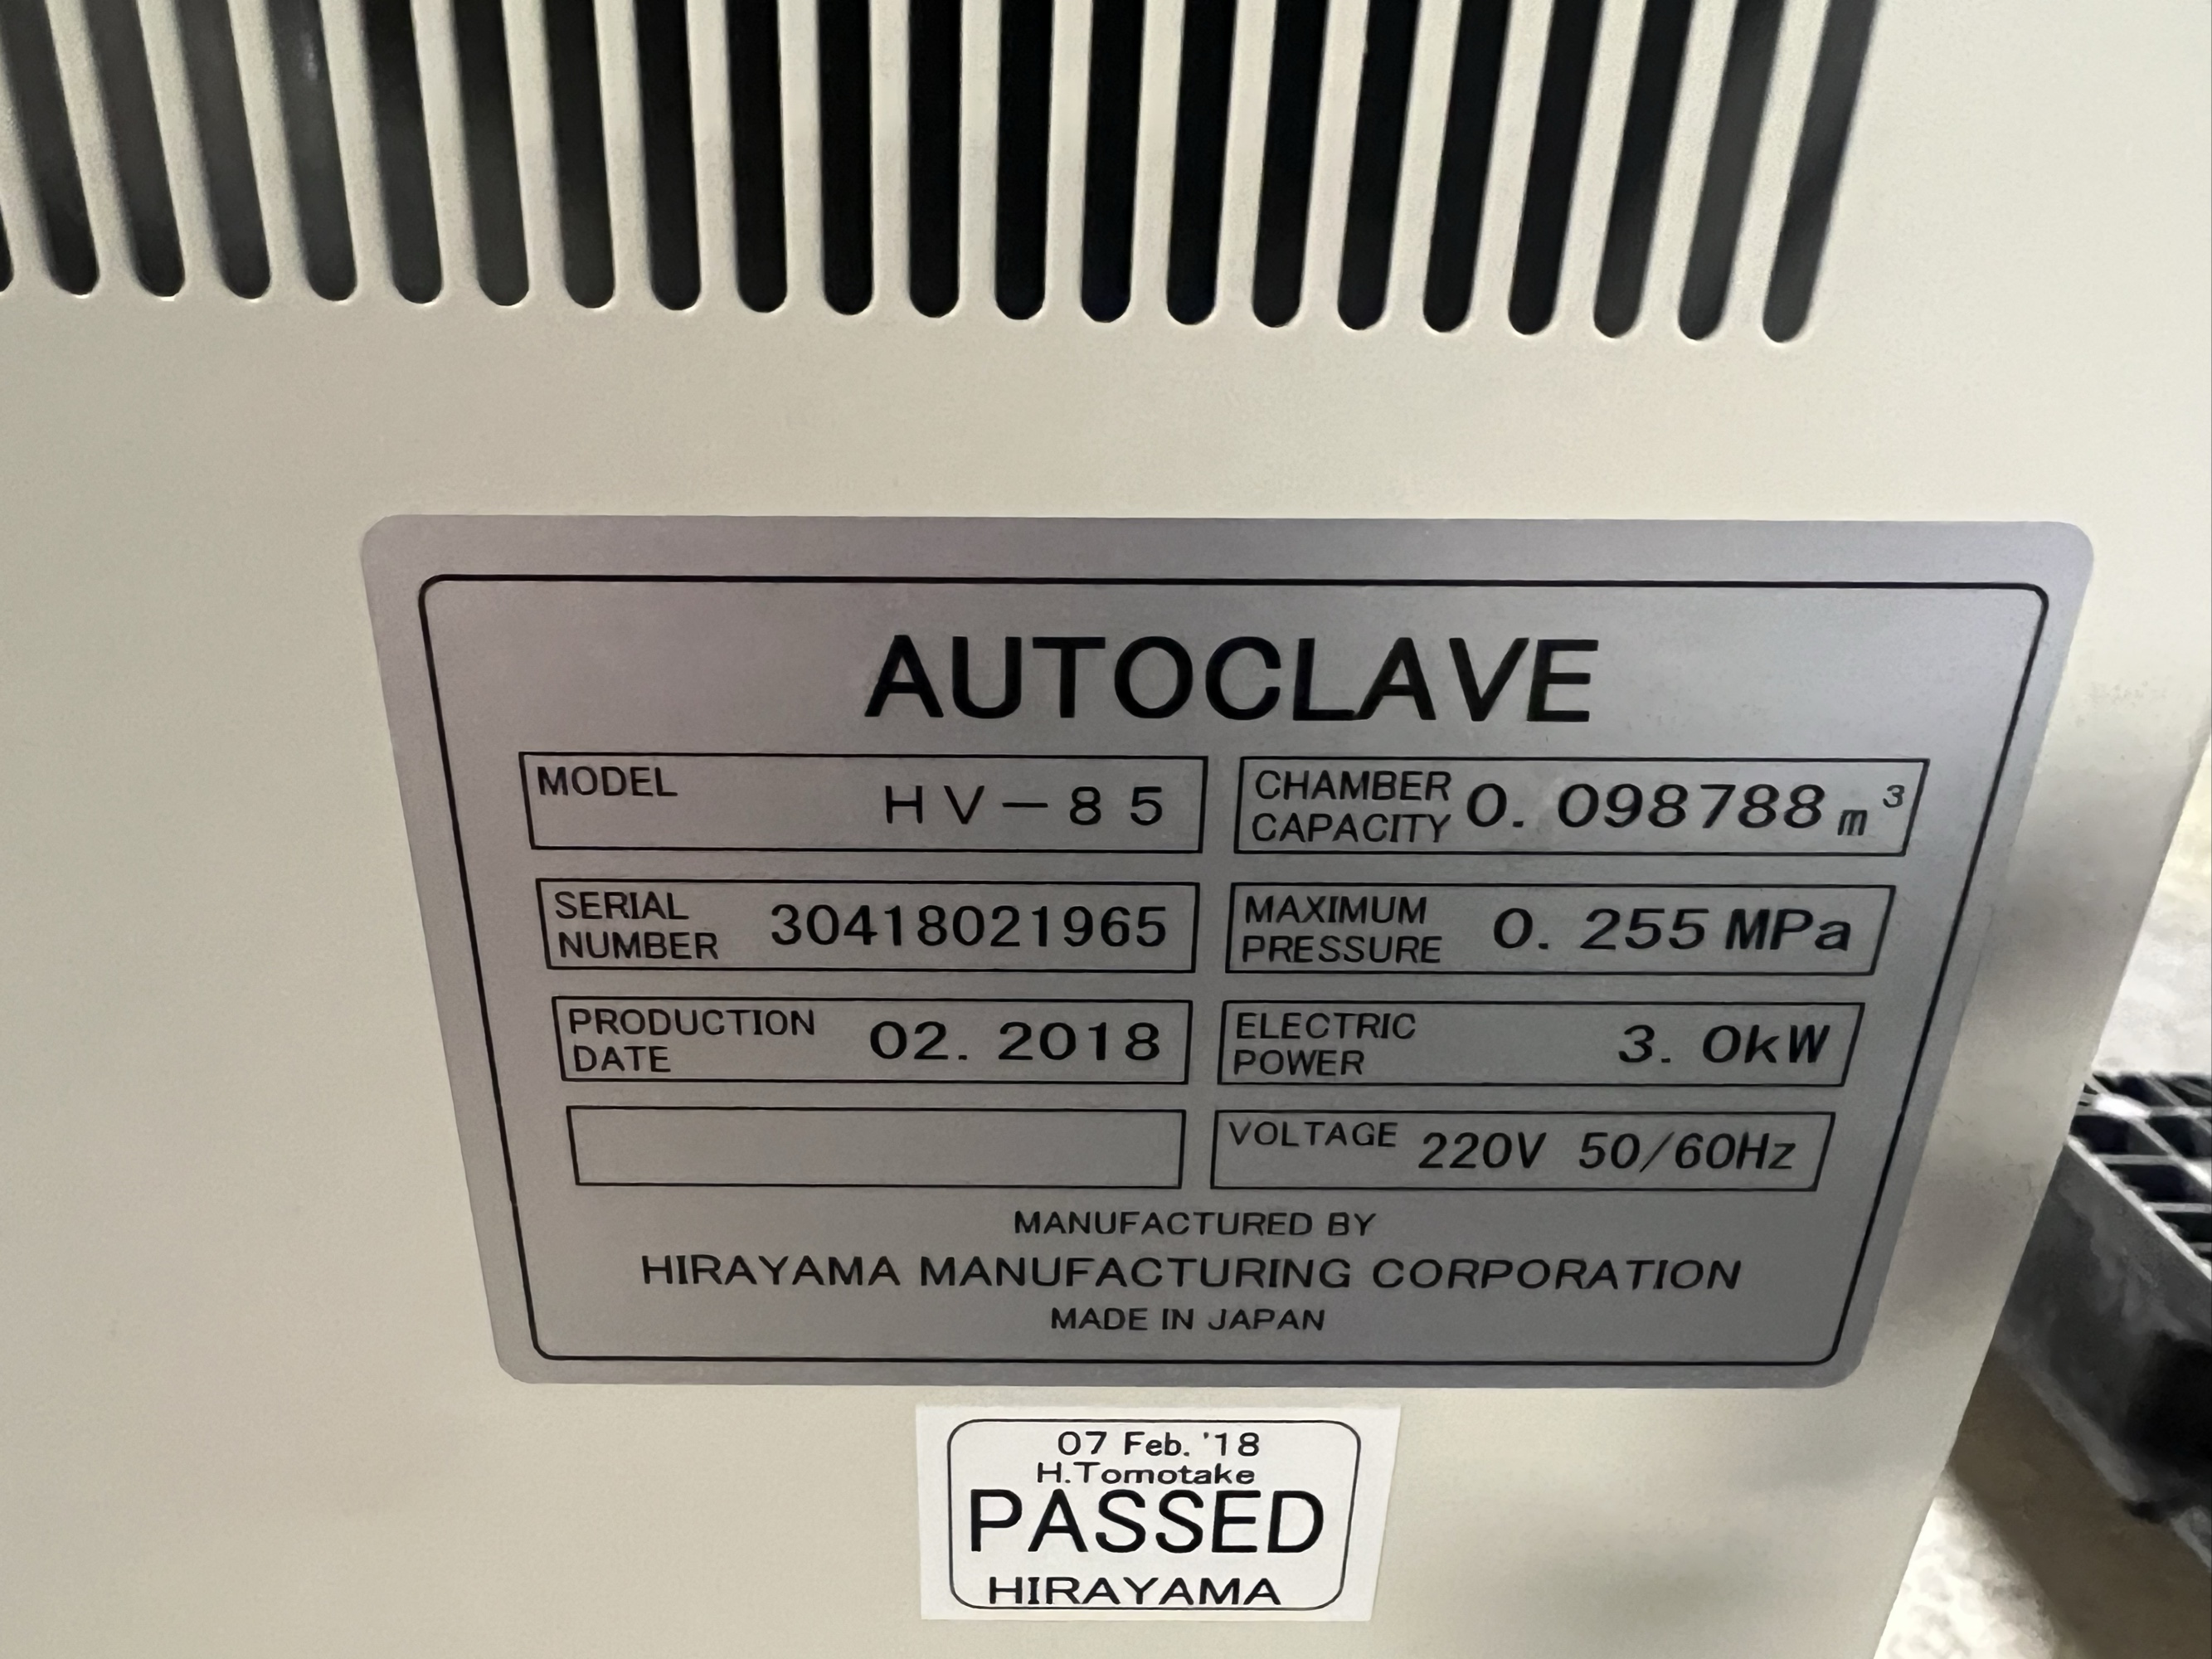 AUTOCLAVE
MODEL HV-85
CHAMBER CAPACITY 0.098788 m³
SERIAL NUMBER 30418021965
MAXIMUM PRESSURE 0.255 MPa
PRODUCTION DATE 02.2018
ELECTRIC POWER 3.0kW
VOLTAGE 220V 50/60Hz
MANUFACTURED BY
HIRAYAMA MANUFACTURING CORPORATION
MADE IN JAPAN
07 Feb. '18
H.Tomotake
PASSED
HIRAYAMA